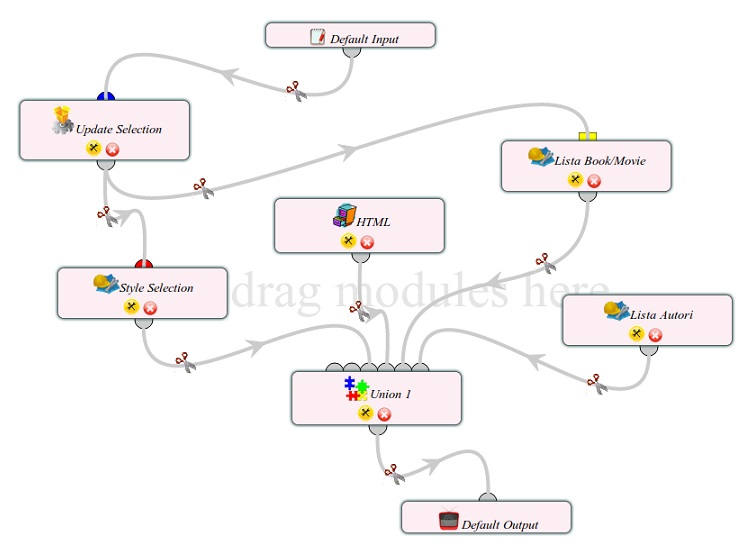 Default Input
Update Selection
Lista Book/Movie
HTML
Style Selection
drag modules here
Lista Autori
Union 1
Default Output